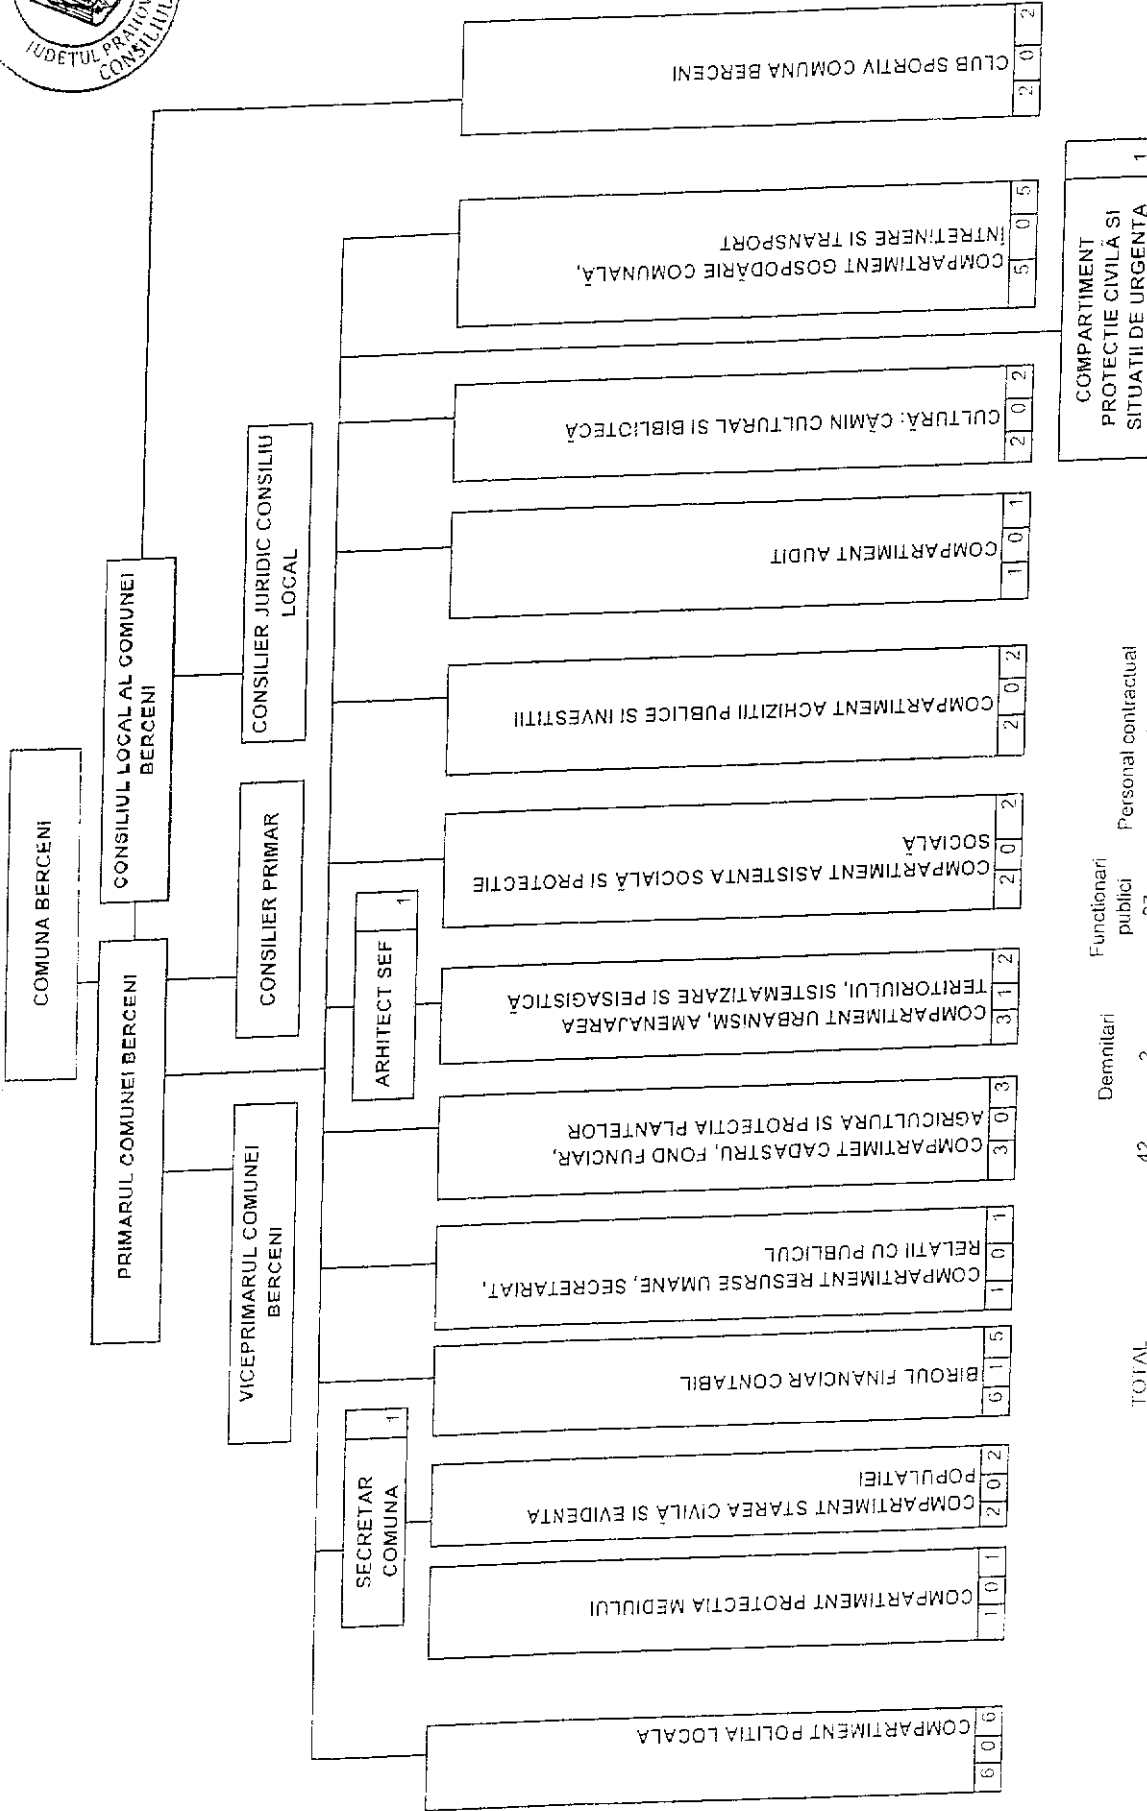 JUDETUL PRAHOVA
CONSILIUL
COMUNA BERCENI
PRIMARUL COMUNEI BERCENI
CONSILIUL LOCAL AL COMUNEI
BERCENI
VICEPRIMARUL COMUNEI
BERCENI
CONSILIER PRIMAR
CONSILIER JURIDIC CONSILIU
LOCAL
SECRETAR
COMUNA
1
ARHITECT SEF
1
COMPARTIMENT POLITIA LOCALA
6 0 6
COMPARTIMENT PROTECTIA MEDIULUI
1 0 1
COMPARTIMENT STAREA CIVILĂ SI EVIDENTA
POPULATIEI
2 0 2
BIROUL FINANCIAR CONTABIL
6 1 5
COMPARTIMENT RESURSE UMANE, SECRETARIAT,
RELATII CU PUBLICUL
1 0 1
COMPARTIMET CADASTRU, FOND FUNCIAR,
AGRICULTURA SI PROTECTIA PLANTELOR
3 0 3
COMPARTIMENT URBANISM, AMENAJAREA
TERITORIULUI, SISTEMATIZARE SI PEISAGISTICĂ
3 1 2
COMPARTIMENT ASISTENTA SOCIALĂ SI PROTECTIE
SOCIALĂ
2 0 2
COMPARTIMENT ACHIZITII PUBLICE SI INVESTITII
2 0 2
COMPARTIMENT AUDIT
1 0 1
CULTURĂ: CĂMIN CULTURAL SI BIBLIOTECĂ
2 0 2
COMPARTIMENT GOSPODĂRIE COMUNALĂ,
ÎNTRETINERE SI TRANSPORT
5 0 5
CLUB SPORTIV COMUNA BERCENI
2 0 2
COMPARTIMENT
PROTECTIE CIVILĂ SI
SITUATII DE URGENTA
1
Demnitari
Functionari
publici
Personal contractual
TOTAL 42 2